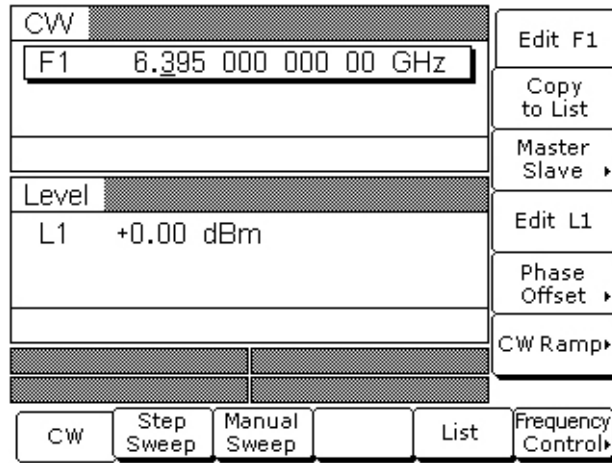 CW
F1 6.395 000 000 00 GHz
Level
L1 +0.00 dBm
Edit F1
Copy
to List
Master
Slave
Edit L1
Phase
Offset
CW Ramp
CW
Step
Sweep
Manual
Sweep
List
Frequency
Control